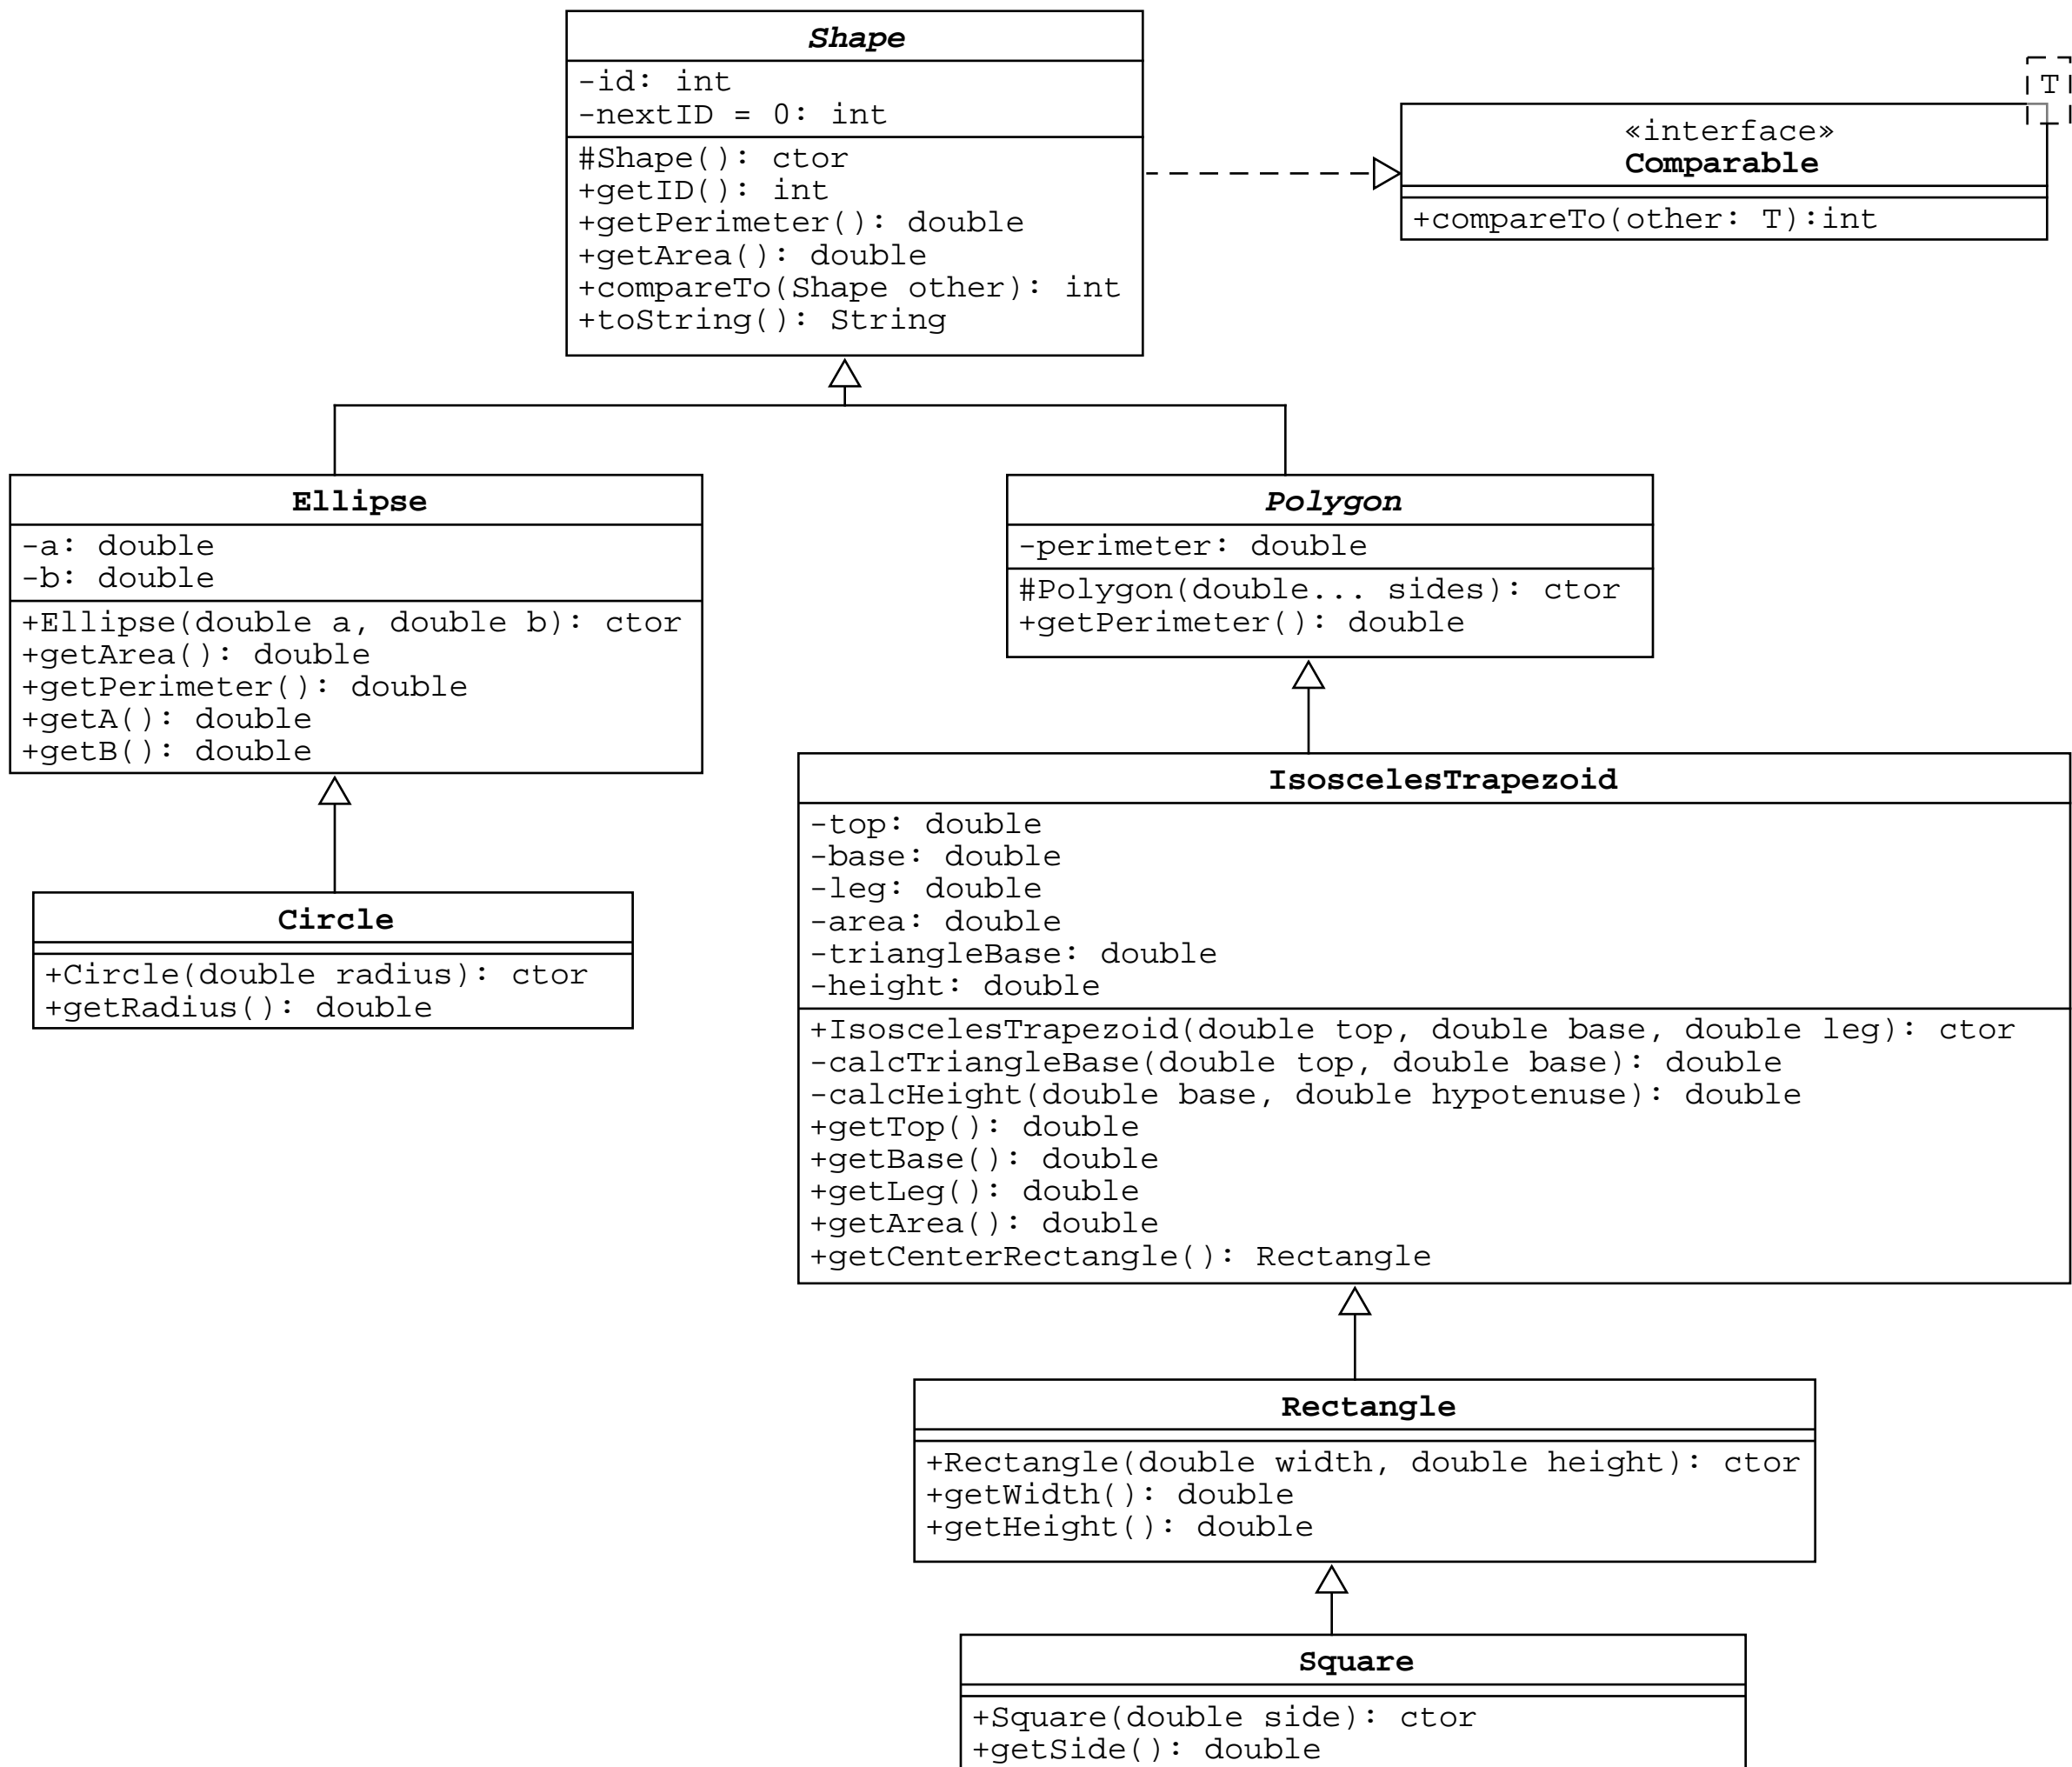 Shape
-id: int
-nextID = 0: int
#Shape(): ctor
+getID(): int
+getPerimeter(): double
+getArea(): double
+compareTo(Shape other): int
+toString(): String
T
«interface»
Comparable
+compareTo(other: T):int
Ellipse
-a: double
-b: double
+Ellipse(double a, double b): ctor
+getArea(): double
+getPerimeter(): double
+getA(): double
+getB(): double
Polygon
-perimeter: double
#Polygon(double... sides): ctor
+getPerimeter(): double
Circle
+Circle(double radius): ctor
+getRadius(): double
IsoscelesTrapezoid
-top: double
-base: double
-leg: double
-area: double
-triangleBase: double
-height: double
+IsoscelesTrapezoid(double top, double base, double leg): ctor
-calcTriangleBase(double top, double base): double
-calcHeight(double base, double hypotenuse): double
+getTop(): double
+getBase(): double
+getLeg(): double
+getArea(): double
+getCenterRectangle(): Rectangle
Rectangle
+Rectangle(double width, double height): ctor
+getWidth(): double
+getHeight(): double
Square
+Square(double side): ctor
+getSide(): double